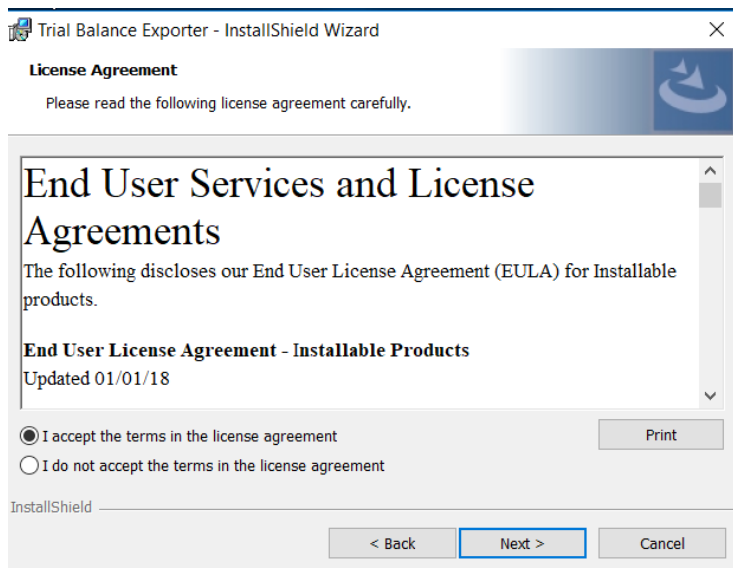 Trial Balance Exporter - InstallShield Wizard
License Agreement
Please read the following license agreement carefully.
End User Services and License
Agreements
The following discloses our End User License Agreement (EULA) for Installable
products.
End User License Agreement - Installable Products
Updated 01/01/18
I accept the terms in the license agreement
Print
I do not accept the terms in the license agreement
InstallShield
< Back
Next >
Cancel